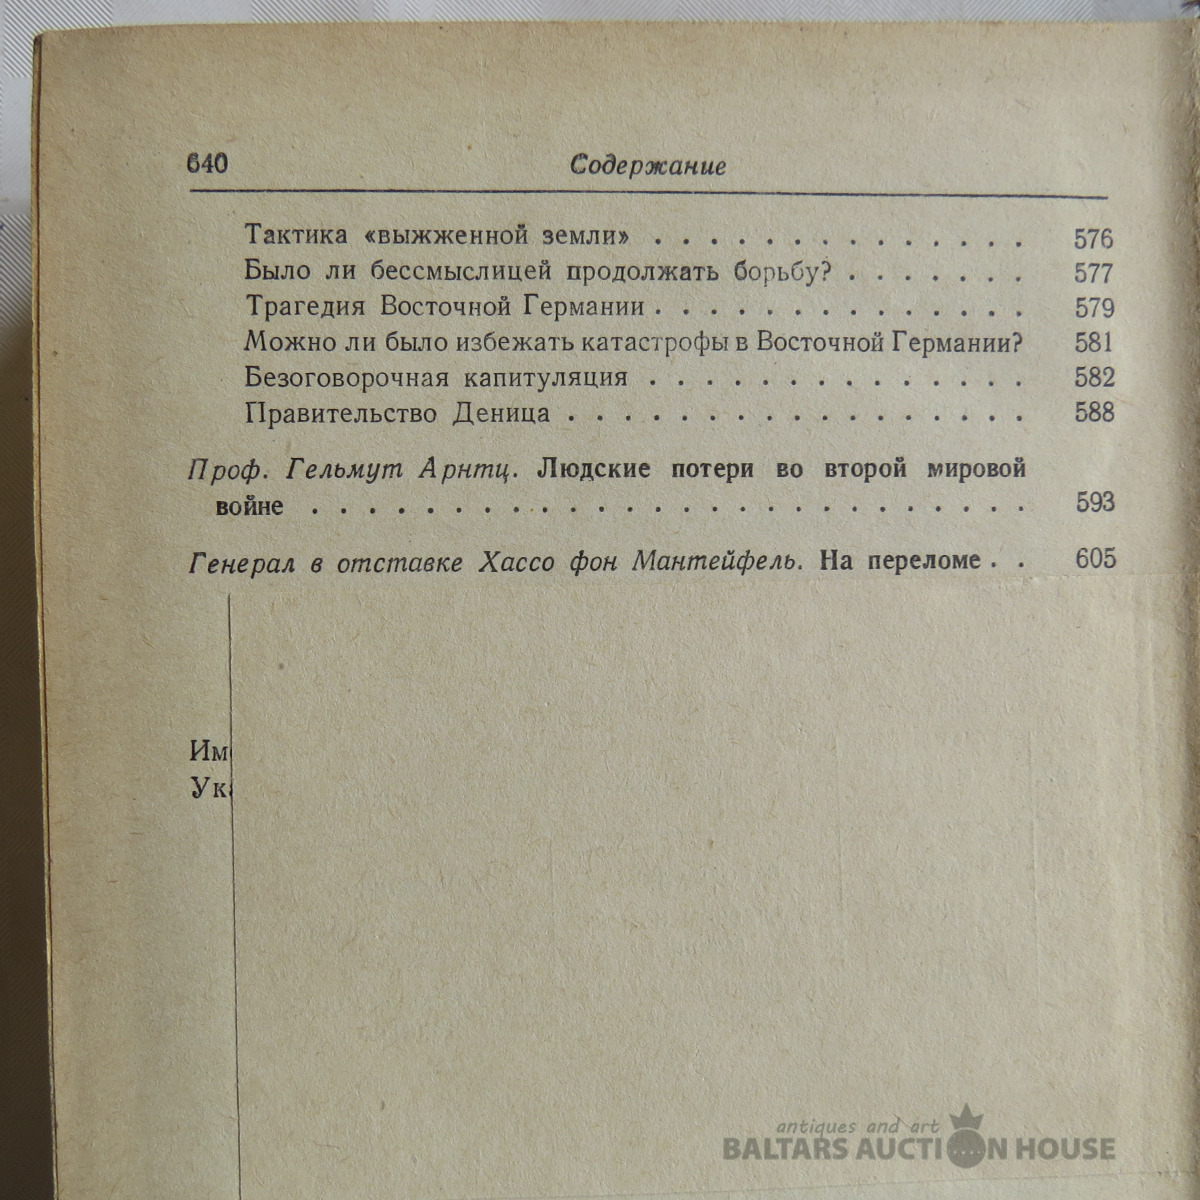 640 Содержание
Тактика «выжженной земли» . . . . . . . . . . . . . . 576
Было ли бессмыслицей продолжать борьбу? . . . . . . . 577
Трагедия Восточной Германии . . . . . . . . . . . . . . 579
Можно ли было избежать катастрофы в Восточной Германии? 581
Безоговорочная капитуляция . . . . . . . . . . . . . . 582
Правительство Деница . . . . . . . . . . . . . . . . . 588
Проф. Гельмут Арнтц. Людские потери во второй мировой
войне . . . . . . . . . . . . . . . . . . . . . . . . . . 593
Генерал в отставке Хассо фон Мантейфель. На переломе . . 605
Им
Ук
antiques and art
BALTARS AUCTION HOUSE